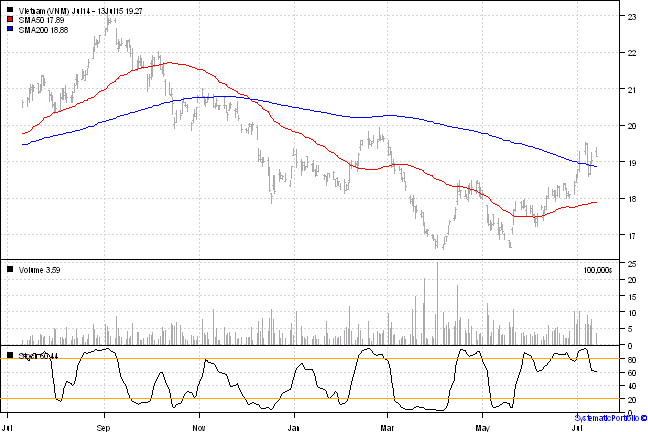 Vietnam (VNM) Jul14 - 13Jul15 19.27
SMA50 17.89
SMA200 18.88
23
22
21
20
19
18
17
Volume 3.59
100,000s
25
20
15
10
5
0
80
60
40
20
0
Jul
Sep
Nov
Jan
Mar
May
Jul
SystematicPortfolio ©